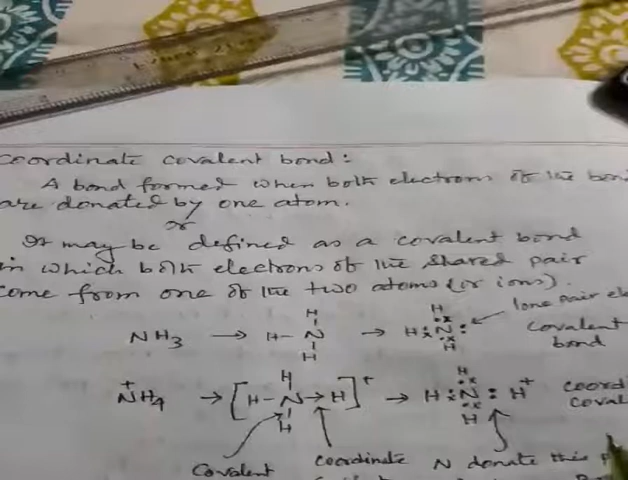 Coordinate covalent bond:
A bond formed when both electrons of the bond
are donated by one atom.
or
It may be defined as a covalent bond
in which both electrons of the shared pair
come from one of the two atoms (or ions).
H
lone pair
NH3 → H - N → H N
H covalent
H bond
H H
NH4+ → [H-N→H]+ → H N : H+
H H
covalent coordinate N donate this